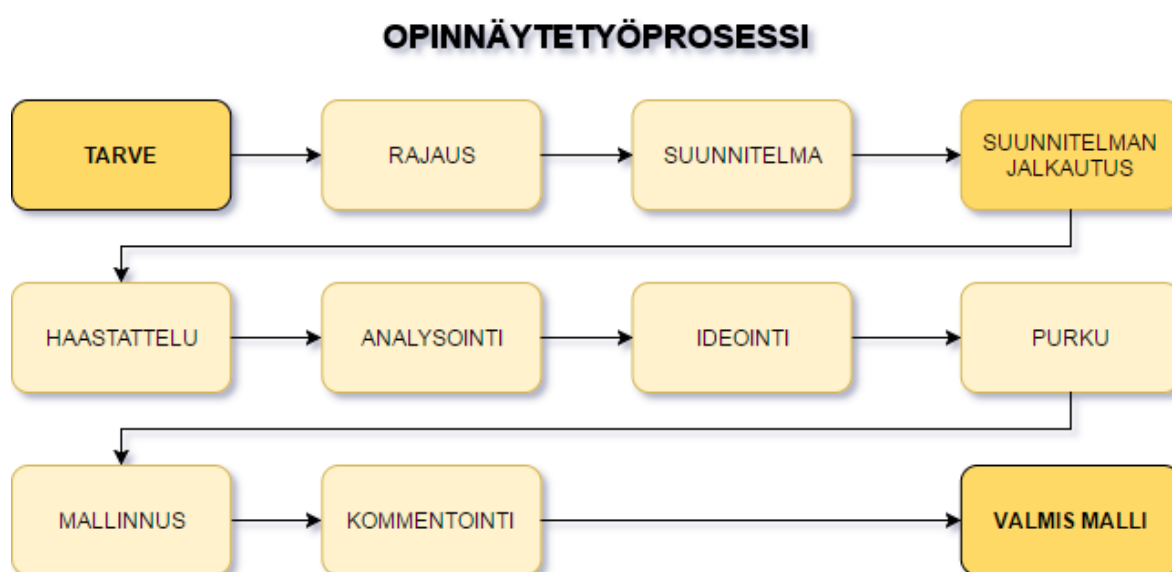 OPINNÄYTETYÖPROSESSI
TARVE
RAJAUS
SUUNNITELMA
SUUNNITELMAN
JALKAUTUS
HAASTATTELU
ANALYSOINTI
IDEOINTI
PURKU
MALLINNUS
KOMMENTOINTI
VALMIS MALLI